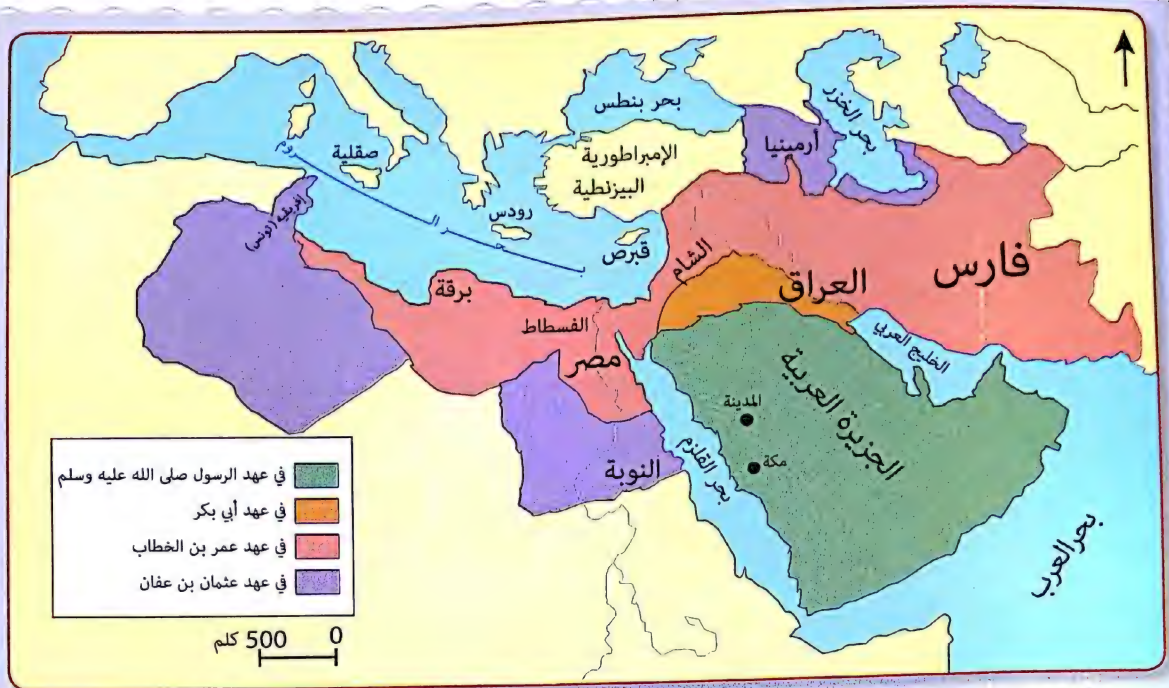 بحر بنطس
بحر الخزر
أرمينيا
الإمبراطورية
البيزنطية
صقلية
بحر الروم
رودس
قبرص
إفريقيه (تونس)
الشام
العراق
فارس
برقة
الفسطاط
مصر
الخليج العربي
الجزيرة العربية
المدينة
مكة
بحر القلزم
النوبة
بحر العرب
في عهد الرسول صلى الله عليه وسلم
في عهد أبي بكر
في عهد عمر بن الخطاب
في عهد عثمان بن عفان
0 500 كلم